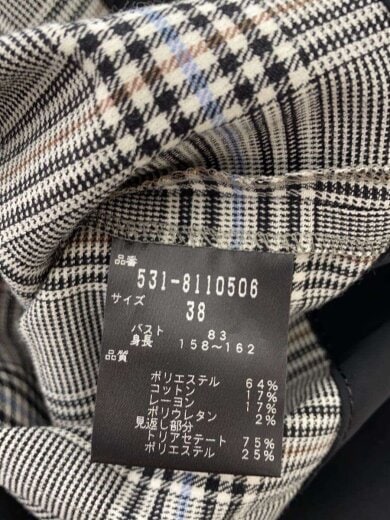 品番
531-8110506
サイズ
38
バスト 83
身長 158~162
品質
ポリエステル 64%
コットン 17%
レーヨン 17%
ポリウレタン 2%
見返し部分
トリアセテート 75%
ポリエステル 25%